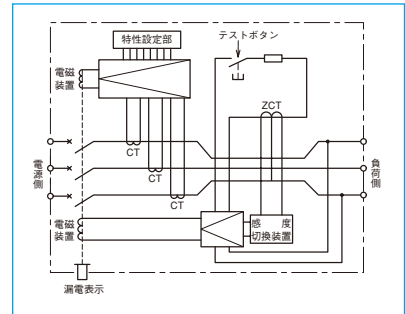 特性設定部
テストボタン
電磁
装置
ZCT
CT
CT
CT
電源側
負荷側
電磁
装置
感度
切換装置
漏電表示